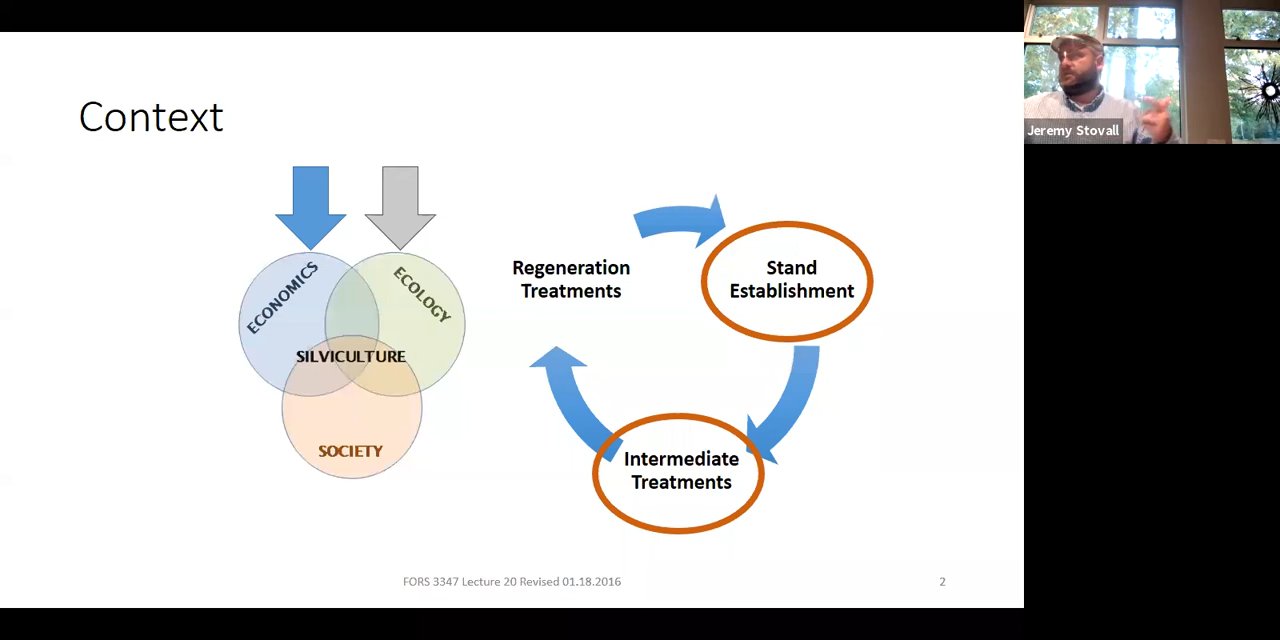 Context
ECONOMICS
ECOLOGY
SILVICULTURE
SOCIETY
Regeneration
Treatments
Stand
Establishment
Intermediate
Treatments
FORS 3347 Lecture 20 Revised 01.18.2016
2
Jeremy Stovall